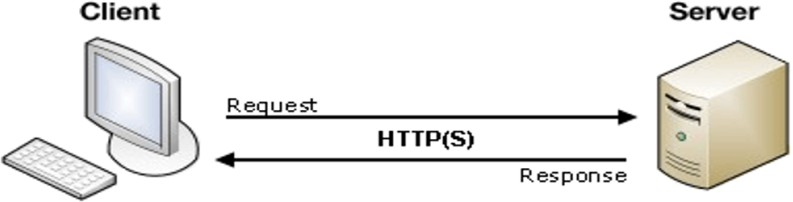 Client
Server
Request
HTTP(S)
Response